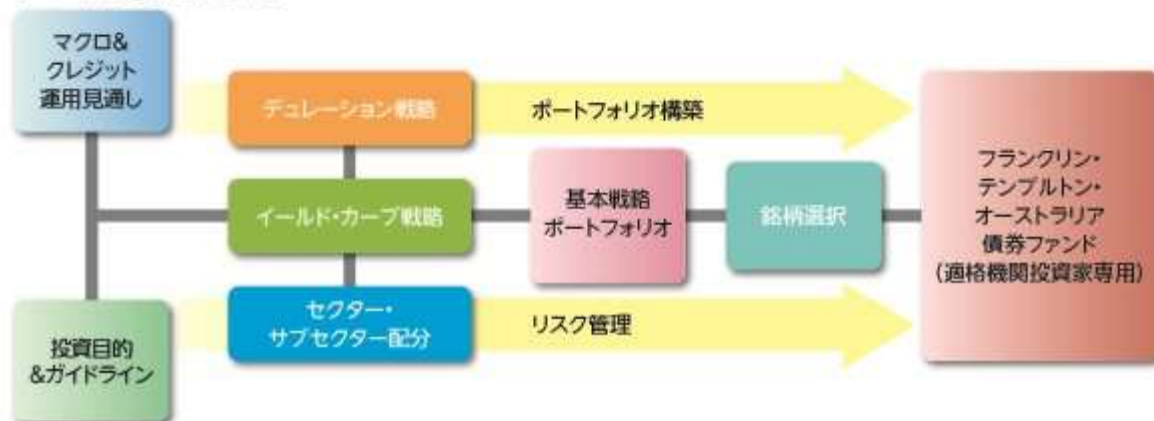 マクロ&
クレジット
運用見通し
デュレーション戦略
ポートフォリオ構築
イールド・カーブ戦略
基本戦略
ポートフォリオ
銘柄選択
フランクリン・
テンプルトン・
オーストラリア
債券ファンド
(適格機関投資家専用)
セクター・
サブセクター配分
リスク管理
投資目的
&ガイドライン